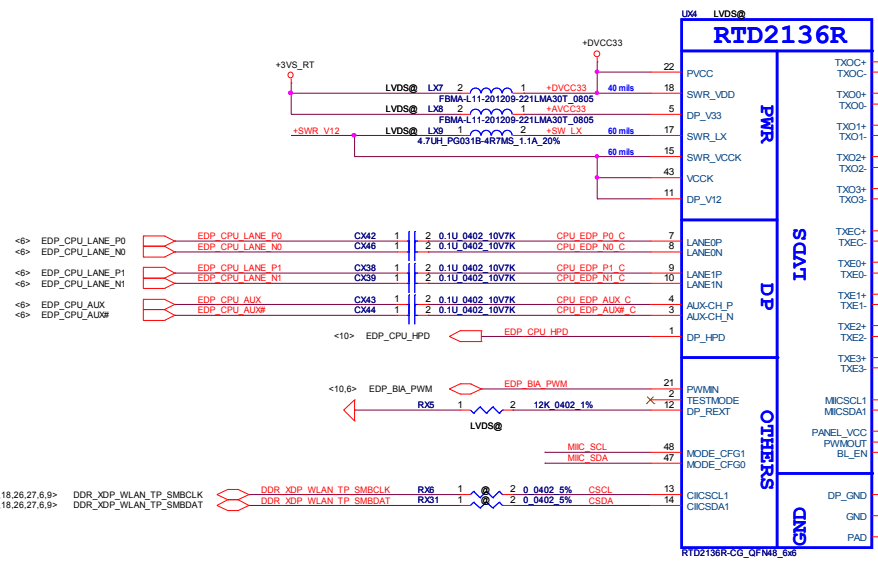 UX4 LVDS@
RTD2136R
+DVCC33
+3VS_RT
22 PVCC TXOC+
TXOC-
LVDS@ LX7 2 1 +DVCC33 40 mils 18 SWR_VDD
FBMA-L11-201209-221LMA30T_0805
TXO0+
TXO0-
LVDS@ LX8 2 1 +AVCC33 5 DP_V33
FBMA-L11-201209-221LMA30T_0805
+SWR_V12 LVDS@ LX9 1 2 +SW_LX 60 mils 17 SWR_LX
4.7UH_PG031B-4R7MS_1.1A_20%
TXO1+
TXO1-
60 mils 15 SWR_VCCK TXO2+
TXO2-
43 VCCK
11 DP_V12 TXO3+
TXO3-
PWR
<6> EDP_CPU_LANE_P0 EDP_CPU_LANE_P0 CX42 1 2 0.1U_0402_10V7K CPU_EDP_P0_C 7 LANE0P TXEC+
<6> EDP_CPU_LANE_N0 EDP_CPU_LANE_N0 CX46 1 2 0.1U_0402_10V7K CPU_EDP_N0_C 8 LANE0N TXEC-
LVDS
<6> EDP_CPU_LANE_P1 EDP_CPU_LANE_P1 CX38 1 2 0.1U_0402_10V7K CPU_EDP_P1_C 9 LANE1P TXE0+
<6> EDP_CPU_LANE_N1 EDP_CPU_LANE_N1 CX39 1 2 0.1U_0402_10V7K CPU_EDP_N1_C 10 LANE1N TXE0-
DP
<6> EDP_CPU_AUX EDP_CPU_AUX CX43 1 2 0.1U_0402_10V7K CPU_EDP_AUX_C 4 AUX-CH_P TXE1+
<6> EDP_CPU_AUX# EDP_CPU_AUX# CX44 1 2 0.1U_0402_10V7K CPU_EDP_AUX#_C 3 AUX-CH_N TXE1-
<10> EDP_CPU_HPD EDP_CPU_HPD 1 DP_HPD TXE2+
TXE2-
TXE3+
TXE3-
<10,6> EDP_BIA_PWM EDP_BIA_PWM 21 PWMIN
2 TESTMODE MIICSCL1
RX5 1 2 12K_0402_1% 12 DP_REXT MIICSDA1
LVDS@
OTHERS
PANEL_VCC
PWMOUT
MIIC_SCL 48 MODE_CFG1 BL_EN
MIIC_SDA 47 MODE_CFG0
18,26,27,6,9> DDR_XDP_WLAN_TP_SMBCLK DDR_XDP_WLAN_TP_SMBCLK RX6 1 @ 2 0_0402_5% CSCL 13 CIICSCL1 DP_GND
18,26,27,6,9> DDR_XDP_WLAN_TP_SMBDAT DDR_XDP_WLAN_TP_SMBDAT RX31 1 @ 2 0_0402_5% CSDA 14 CIICSDA1
GND
GND
PAD
RTD2136R-CG_QFN48_6x6